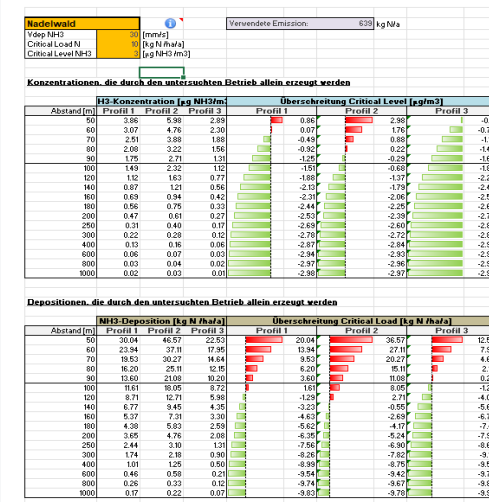 Nadelwald Verwendete Emission: 639 kg N/a
Vdep NH3 30 [mm/s]
Critical Load N 10 [kg N /ha/a]
Critical Level NH3 3 [µg NH3/m3]
Konzentrationen, die durch den untersuchten Betrieb allein erzeugt werden
H3-Konzentration [µg NH3/m3 Überschreitung Critical Level [µg/m3]
Abstand [m] Profil 1 Profil 2 Profil 3 Profil 1 Profil 2 Profil 3
50 3.86 5.98 2.89 0.86 2.98
60 3.07 4.76 2.30 0.07 1.76
70 2.51 3.88 1.88 -0.49 0.88
80 2.08 3.22 1.56 -0.92 0.22
90 1.75 2.71 1.31 -1.25 -0.29
100 1.49 2.32 1.12 -1.51 -0.68
120 1.12 1.63 0.77 -1.88 -1.37
140 0.87 1.21 0.56 -2.13 -1.79
160 0.69 0.94 0.42 -2.31 -2.06
180 0.56 0.75 0.33 -2.44 -2.25
200 0.47 0.61 0.27 -2.53 -2.39
250 0.31 0.40 0.17 -2.69 -2.60
300 0.22 0.28 0.12 -2.78 -2.72
400 0.13 0.16 0.06 -2.87 -2.84
600 0.06 0.07 0.03 -2.94 -2.93
800 0.03 0.04 0.02 -2.97 -2.96
1000 0.02 0.03 0.01 -2.98 -2.97
Depositionen, die durch den untersuchten Betrieb allein erzeugt werden
NH3-Deposition [kg N /ha/a] Überschreitung Critical Load [kg N/ha/a]
Abstand [m] Profil 1 Profil 2 Profil 3 Profil 1 Profil 2 Profil 3
50 30.04 46.57 22.53 20.04 36.57
60 23.94 37.11 17.95 13.94 27.11
70 19.53 30.27 14.64 9.53 20.27
80 16.20 25.11 12.15 6.20 15.11
90 13.60 21.08 10.20 3.60 11.08
100 11.61 18.05 8.72 1.61 8.05
120 8.71 12.71 5.98 -1.29 2.71
140 6.77 9.45 4.35 -3.23 -0.55
160 5.37 7.31 3.30 -4.63 -2.69
180 4.38 5.83 2.59 -5.62 -4.17
200 3.65 4.76 2.08 -6.35 -5.24
250 2.44 3.10 1.31 -7.56 -6.90
300 1.74 2.18 0.90 -8.26 -7.82
400 1.01 1.25 0.50 -8.99 -8.75
600 0.46 0.58 0.21 -9.54 -9.42
800 0.26 0.33 0.12 -9.74 -9.67
1000 0.17 0.22 0.07 -9.83 -9.78